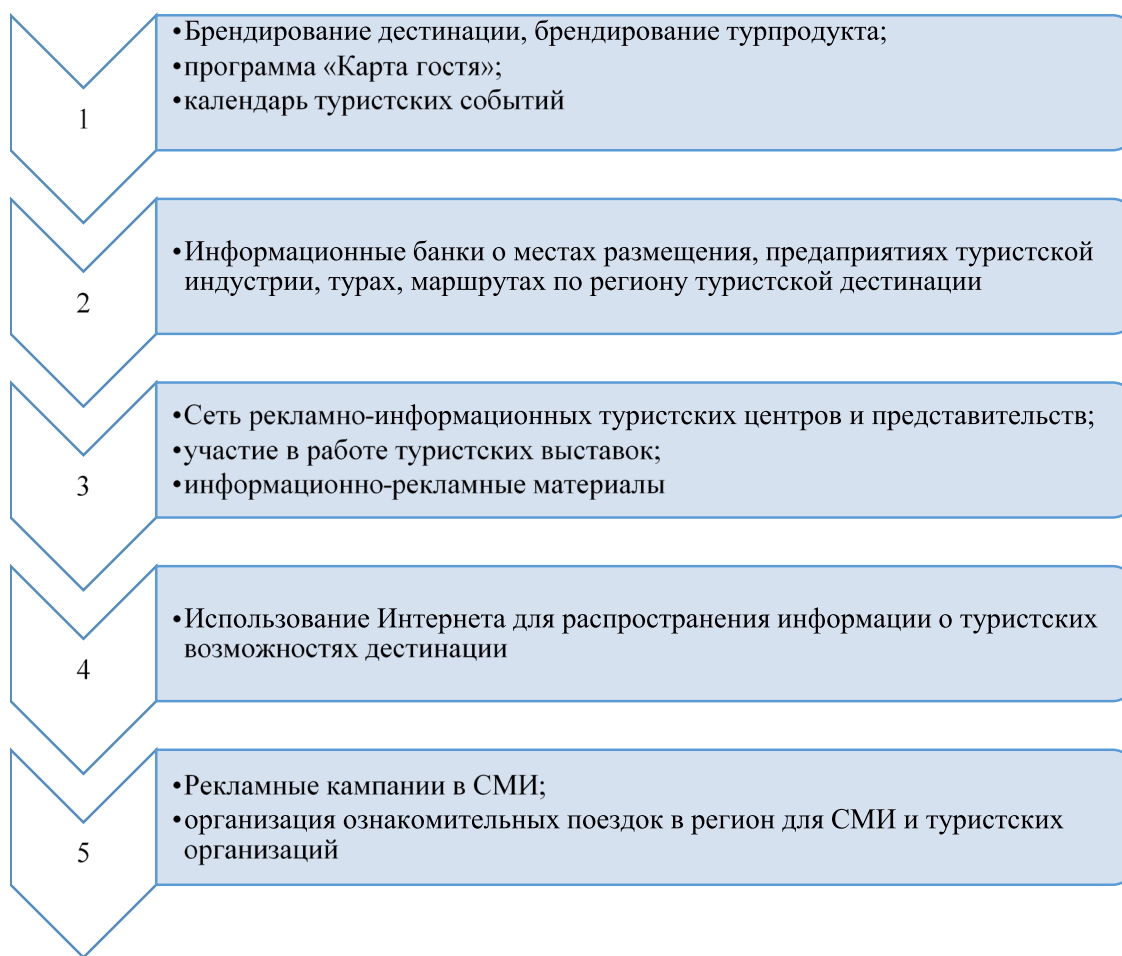 1
•Брендирование дестинации, брендирование турпродукта;
•программа «Карта гостя»;
•календарь туристских событий
2
•Информационные банки о местах размещения, предаприятиях туристской
индустрии, турах, маршрутах по региону туристской дестинации
3
•Сеть рекламно-информационных туристских центров и представительств;
•участие в работе туристских выставок;
•информационно-рекламные материалы
4
•Использование Интернета для распространения информации о туристских
возможностях дестинации
5
•Рекламные кампании в СМИ;
•организация ознакомительных поездок в регион для СМИ и туристских
организаций